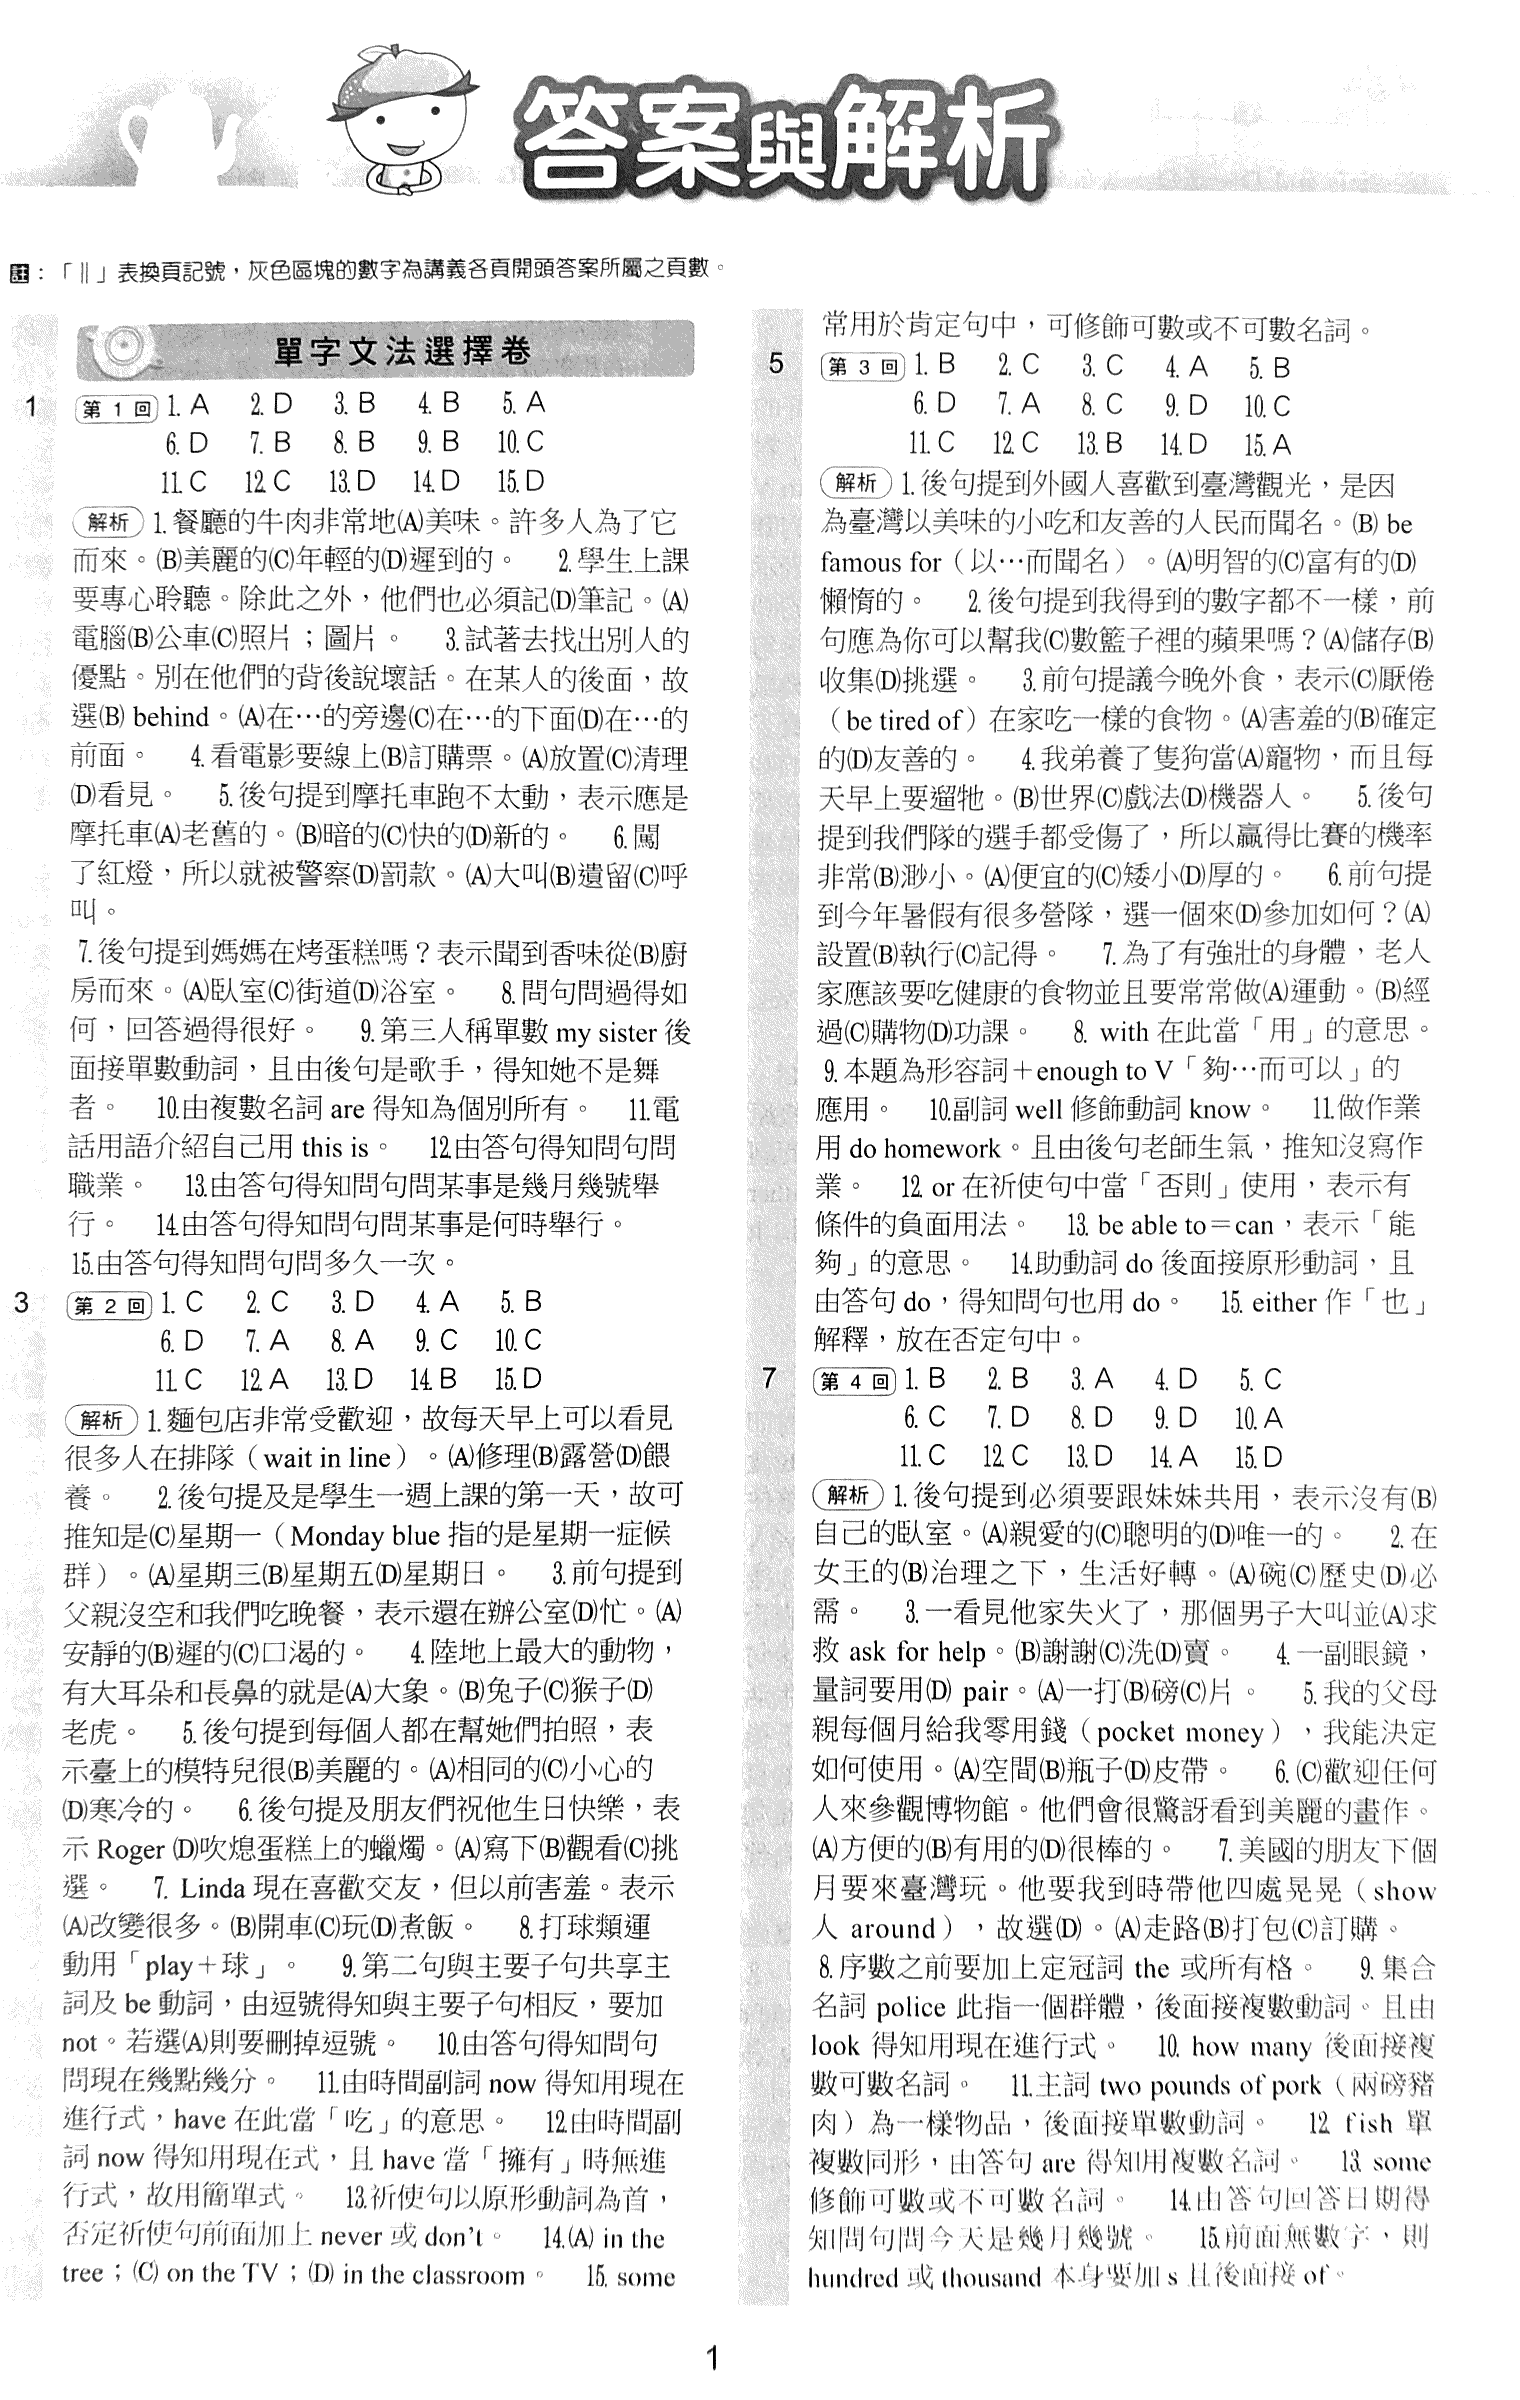 答案與解析
註：「‖」表換頁記號，灰色區塊的數字為講義各頁開頭答案所屬之頁數。
單字文法選擇卷
1 第1回 1. A 2. D 3. B 4. B 5. A
6. D 7. B 8. B 9. B 10. C
11. C 12. C 13. D 14. D 15. D
解析 1.餐廳的牛肉非常地(A)美味。許多人為了它
而來。(B)美麗的(C)年輕的(D)遲到的。 2.學生上課
要專心聆聽。除此之外，他們也必須記(D)筆記。(A)
電腦(B)公車(C)照片；圖片。 3.試著去找出別人的
優點。別在他們的背後說壞話。在某人的後面，故
選(B) behind。(A)在…的旁邊(C)在…的下面(D)在…的
前面。 4.看電影要線上(B)訂購票。(A)放置(C)清理
(D)看見。 5.後句提到摩托車跑不太動，表示應是
摩托車(A)老舊的。(B)暗的(C)快的(D)新的。 6.闖
了紅燈，所以就被警察(D)罰款。(A)大叫(B)遺留(C)呼
叫。
7.後句提到媽媽在烤蛋糕嗎？表示聞到香味從(B)廚
房而來。(A)臥室(C)街道(D)浴室。 8.問句問過得如
何，回答過得很好。 9.第三人稱單數 my sister 後
面接單數動詞，且由後句是歌手，得知她不是舞
者。 10.由複數名詞 are 得知為個別所有。 11.電
話用語介紹自己用 this is。 12.由答句得知問句問
職業。 13.由答句得知問句問某事是幾月幾號舉
行。 14.由答句得知問句問某事是何時舉行。
15.由答句得知問句問多久一次。
3 第2回 1. C 2. C 3. D 4. A 5. B
6. D 7. A 8. A 9. C 10. C
11. C 12. A 13. D 14. B 15. D
解析 1.麵包店非常受歡迎，故每天早上可以看見
很多人在排隊（wait in line）。(A)修理(B)露營(D)餵
養。 2.後句提及是學生一週上課的第一天，故可
推知是(C)星期一（Monday blue 指的是星期一症候
群）。(A)星期三(B)星期五(D)星期日。 3.前句提到
父親沒空和我們吃晚餐，表示還在辦公室(D)忙。(A)
安靜的(B)遲的(C)口渴的。 4.陸地上最大的動物，
有大耳朵和長鼻的就是(A)大象。(B)兔子(C)猴子(D)
老虎。 5.後句提到每個人都在幫她們拍照，表
示臺上的模特兒很(B)美麗的。(A)相同的(C)小心的
(D)寒冷的。 6.後句提及朋友們祝他生日快樂，表
示 Roger (D)吹熄蛋糕上的蠟燭。(A)寫下(B)觀看(C)挑
選。 7. Linda 現在喜歡交友，但以前害羞。表示
(A)改變很多。(B)開車(C)玩(D)煮飯。 8.打球類運
動用「play＋球」。 9.第二句與主要子句共享主
詞及 be 動詞，由逗號得知與主要子句相反，要加
not。若選(A)則要刪掉逗號。 10.由答句得知問句
問現在幾點幾分。 11.由時間副詞 now 得知用現在
進行式，have 在此當「吃」的意思。 12.由時間副
詞 now 得知用現在式，且 have 當「擁有」時無進
行式，故用簡單式。 13.祈使句以原形動詞為首，
否定祈使句前面加上 never 或 don't。 14.(A) in the
tree；(C) on the TV；(D) in the classroom。 15. some
常用於肯定句中，可修飾可數或不可數名詞。
5 第3回 1. B 2. C 3. C 4. A 5. B
6. D 7. A 8. C 9. D 10. C
11. C 12. C 13. B 14. D 15. A
解析 1.後句提到外國人喜歡到臺灣觀光，是因
為臺灣以美味的小吃和友善的人民而聞名。(B) be
famous for（以…而聞名）。(A)明智的(C)富有的(D)
懶惰的。 2.後句提到我得到的數字都不一樣，前
句應為你可以幫我(C)數籃子裡的蘋果嗎？(A)儲存(B)
收集(D)挑選。 3.前句提議今晚外食，表示(C)厭倦
（be tired of）在家吃一樣的食物。(A)害羞的(B)確定
的(D)友善的。 4.我弟養了隻狗當(A)寵物，而且每
天早上要遛牠。(B)世界(C)戲法(D)機器人。 5.後句
提到我們隊的選手都受傷了，所以贏得比賽的機率
非常(B)渺小。(A)便宜的(C)矮小(D)厚的。 6.前句提
到今年暑假有很多營隊，選一個來(D)參加如何？(A)
設置(B)執行(C)記得。 7.為了有強壯的身體，老人
家應該要吃健康的食物並且要常常做(A)運動。(B)經
過(C)購物(D)功課。 8. with 在此當「用」的意思。
9.本題為形容詞＋enough to V「夠…而可以」的
應用。 10.副詞 well 修飾動詞 know。 11.做作業
用 do homework。且由後句老師生氣，推知沒寫作
業。 12. or 在祈使句中當「否則」使用，表示有
條件的負面用法。 13. be able to＝can，表示「能
夠」的意思。 14.助動詞 do 後面接原形動詞，且
由答句 do，得知問句也用 do。 15. either 作「也」
解釋，放在否定句中。
7 第4回 1. B 2. B 3. A 4. D 5. C
6. C 7. D 8. D 9. D 10. A
11. C 12. C 13. D 14. A 15. D
解析 1.後句提到必須要跟妹妹共用，表示沒有(B)
自己的臥室。(A)親愛的(C)聰明的(D)唯一的。 2.在
女王的(B)治理之下，生活好轉。(A)碗(C)歷史(D)必
需。 3.一看見他家失火了，那個男子大叫並(A)求
救 ask for help。(B)謝謝(C)洗(D)賣。 4.一副眼鏡，
量詞要用(D) pair。(A)一打(B)磅(C)片。 5.我的父母
親每個月給我零用錢（pocket money），我能決定
如何使用。(A)空間(B)瓶子(D)皮帶。 6.(C)歡迎任何
人來參觀博物館。他們會很驚訝看到美麗的畫作。
(A)方便的(B)有用的(D)很棒的。 7.美國的朋友下個
月要來臺灣玩。他要我到時帶他四處晃晃（show
人 around），故選(D)。(A)走路(B)打包(C)訂購。
8.序數之前要加上定冠詞 the 或所有格。 9.集合
名詞 police 此指一個群體，後面接複數動詞。且由
look 得知用現在進行式。 10. how many 後面接複
數可數名詞。 11.主詞 two pounds of pork（兩磅豬
肉）為一樣物品，後面接單數動詞。 12. fish 單
複數同形，由答句 are 得知用複數名詞。 13. some
修飾可數或不可數名詞。 14.由答句回答日期得
知問句問今天是幾月幾號。 15.前面無數字，則
hundred 或 thousand 本身要加 s 且後面接 of。
1